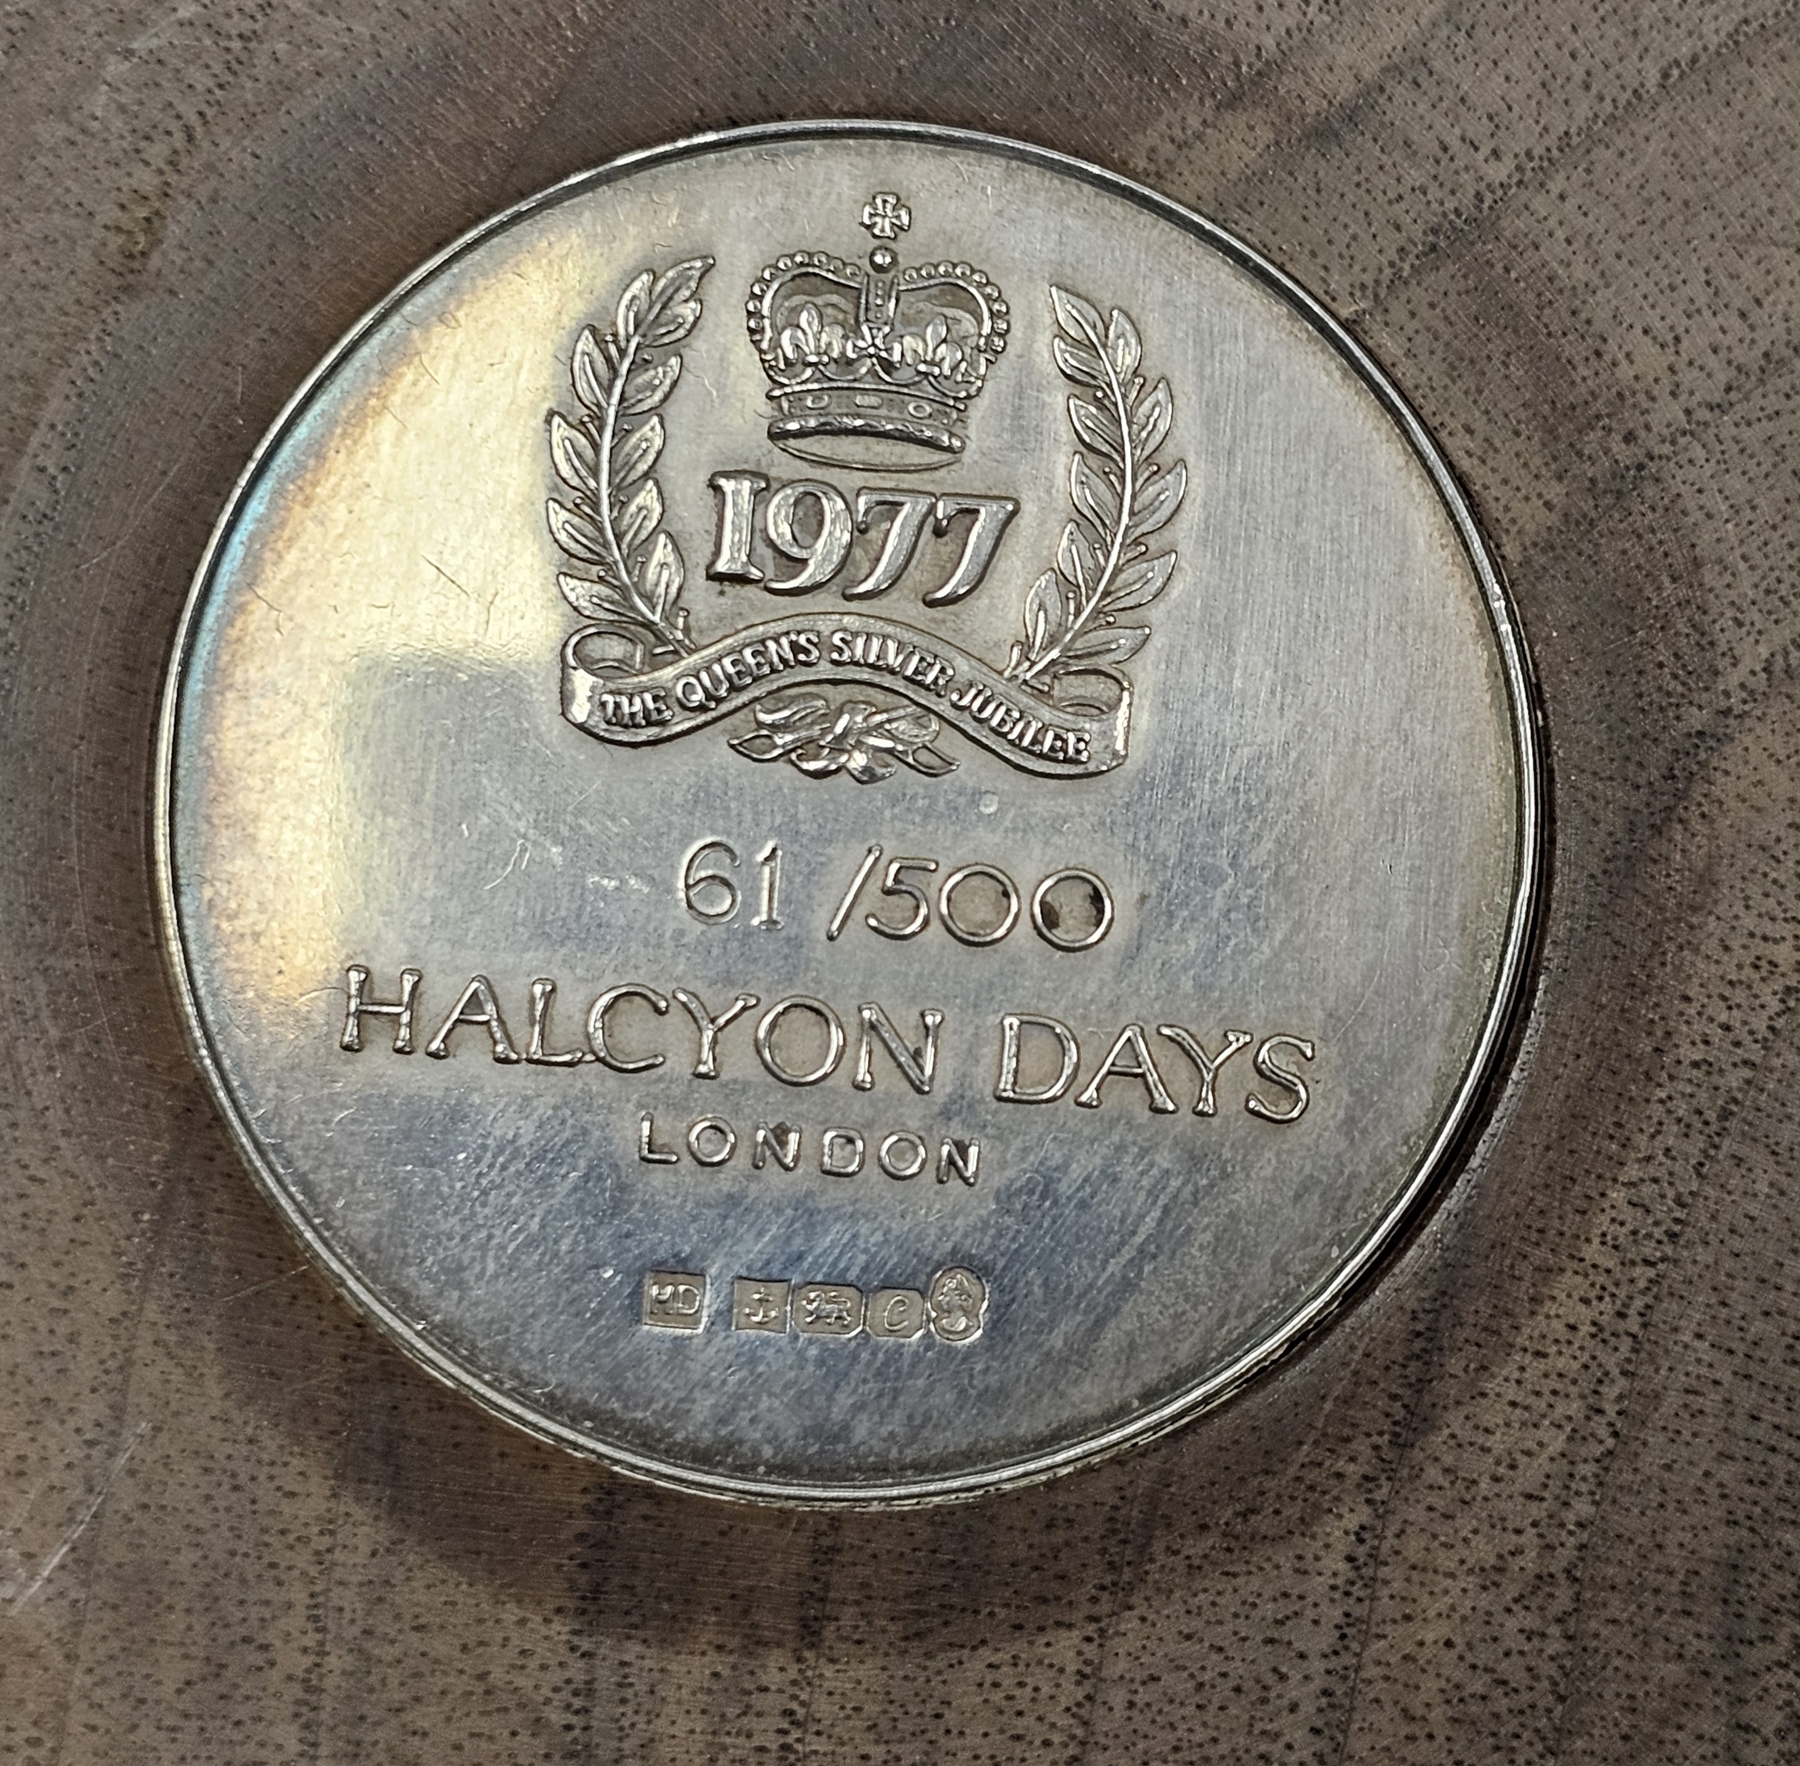 1977
THE QUEEN'S SILVER JUBILEE
61 /500
HALCYON DAYS
LONDON
HD C